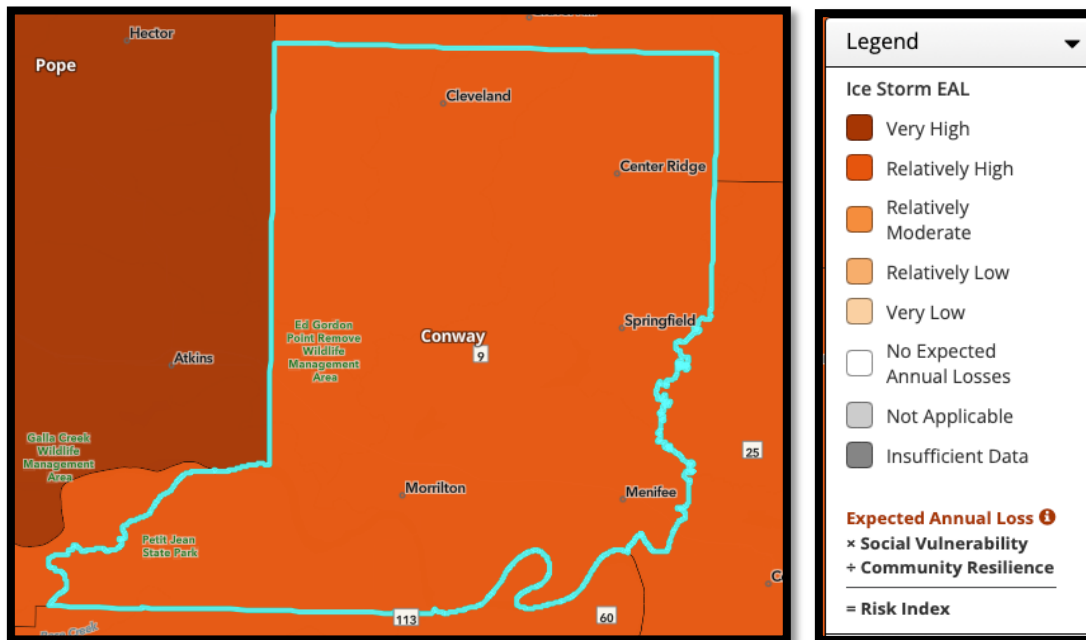 Hector
Pope
Cleveland
Center Ridge
Ed Gordon
Point Remove
Wildlife
Management
Area
Conway
9
Springfield
Atkins
Galla Creek
Wildlife
Management
Area
25
Morrilton
Menifee
Petit Jean
State Park
113
60
Legend
Ice Storm EAL
Very High
Relatively High
Relatively
Moderate
Relatively Low
Very Low
No Expected
Annual Losses
Not Applicable
Insufficient Data
Expected Annual Loss
× Social Vulnerability
÷ Community Resilience
= Risk Index